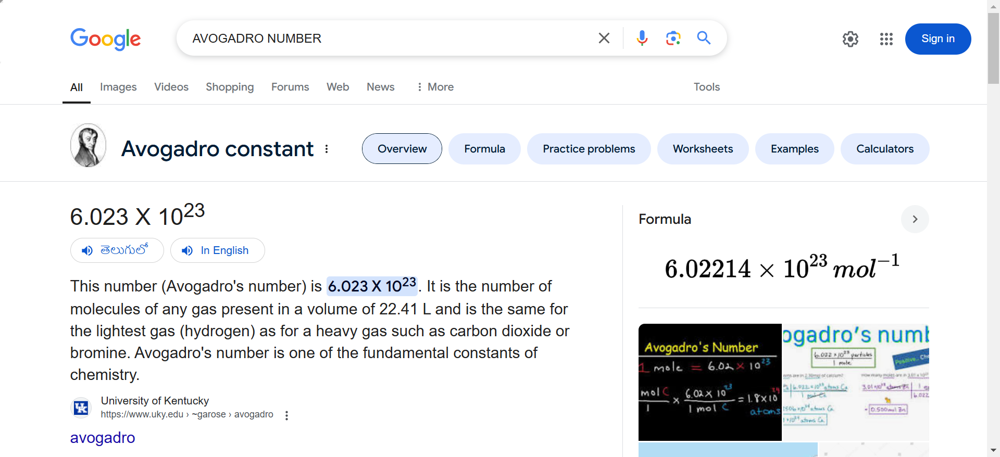 Google
AVOGADRO NUMBER
Sign in
All Images Videos Shopping Forums Web News More Tools
Avogadro constant
Overview Formula Practice problems Worksheets Examples Calculators
6.023 X 10²³
తెలుగులో In English
This number (Avogadro's number) is 6.023 X 10²³. It is the number of
molecules of any gas present in a volume of 22.41 L and is the same for
the lightest gas (hydrogen) as for a heavy gas such as carbon dioxide or
bromine. Avogadro's number is one of the fundamental constants of
chemistry.
UK
University of Kentucky
https://www.uky.edu › ~garose › avogadro
avogadro
Formula
6.02214 × 10²³ mol⁻¹
Avogadro's Number
1 mole = 6.02 × 10²³
mol C × 6.02 × 10²³ = 1.8×10²⁴
1 1 mol C atoms
ogadro's numb
6.022 ×10²³ particles
1 mole
Positive..